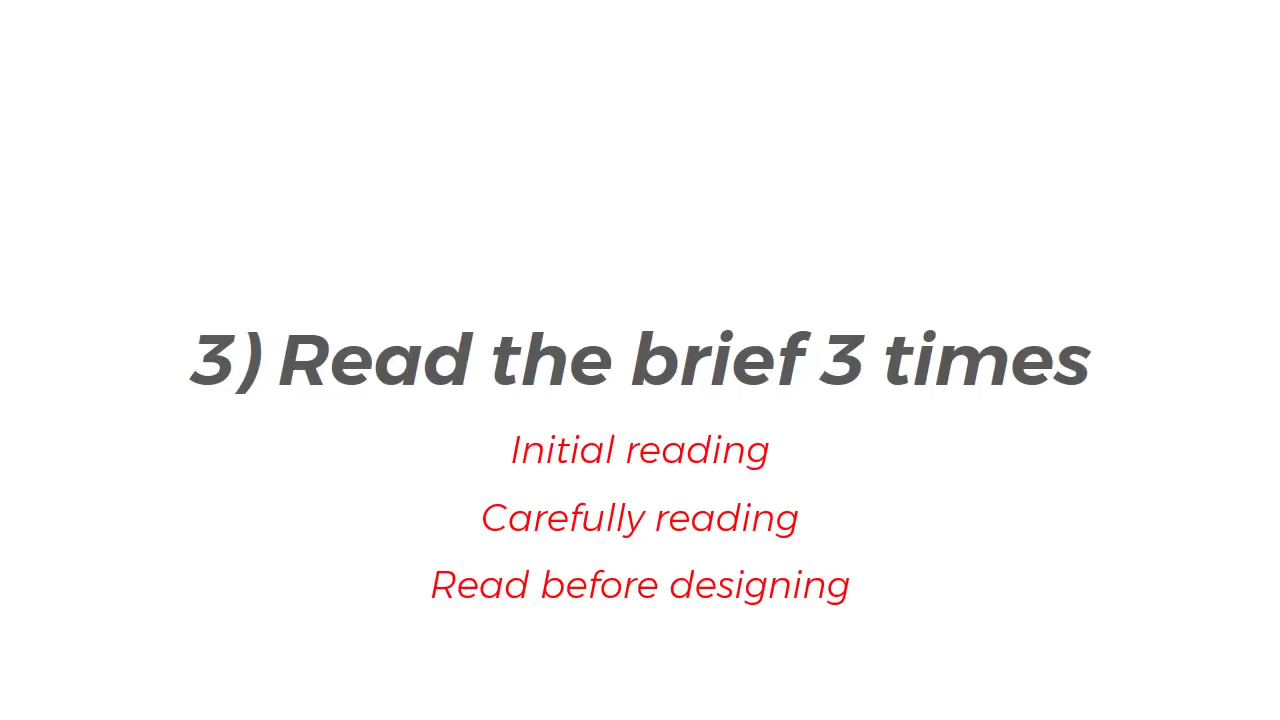 3) Read the brief 3 times
Initial reading
Carefully reading
Read before designing